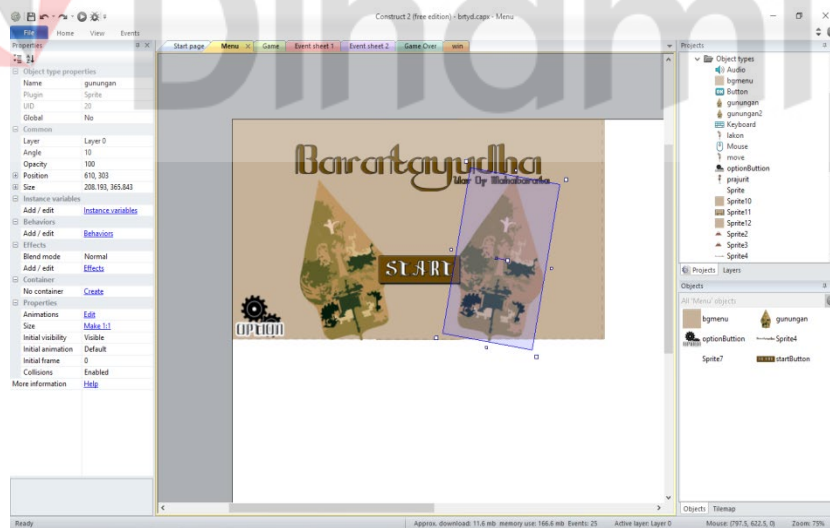 Construct 2 (free edition) - brtyd.capx - Menu
File Home View Events
Properties
Object type properties
Name gunungan
Plugin Sprite
UID 20
Global No
Common
Layer Layer 0
Angle 10
Opacity 100
Position 610, 303
Size 208.193, 365.843
Instance variables
Add / edit Instance variables
Behaviors
Add / edit Behaviors
Effects
Blend mode Normal
Add / edit Effects
Container
No container Create
Properties
Animations Edit
Size Make 1:1
Initial visibility Visible
Initial animation Default
Initial frame 0
Collisions Enabled
More information Help
Start page Menu Game Event sheet 1 Event sheet 2 Game Over win
Baratayudha
War Of Mahabarata
START
OPTION
Projects
Object types
Audio
bgmenu
Button
gunungan
gunungan2
Keyboard
lakon
Mouse
move
optionButtion
prajurit
Sprite
Sprite10
Sprite11
Sprite12
Sprite2
Sprite3
Sprite4
Projects Layers
Objects
All 'Menu' objects
bgmenu gunungan
optionButtion Sprite4
Sprite7 startButton
Objects Tilemap
Ready Approx. download: 11.6 mb memory use: 166.6 mb Events: 25 Active layer: Layer 0 Mouse: (797.5, 622.5, 0) Zoom: 75%
Dinami